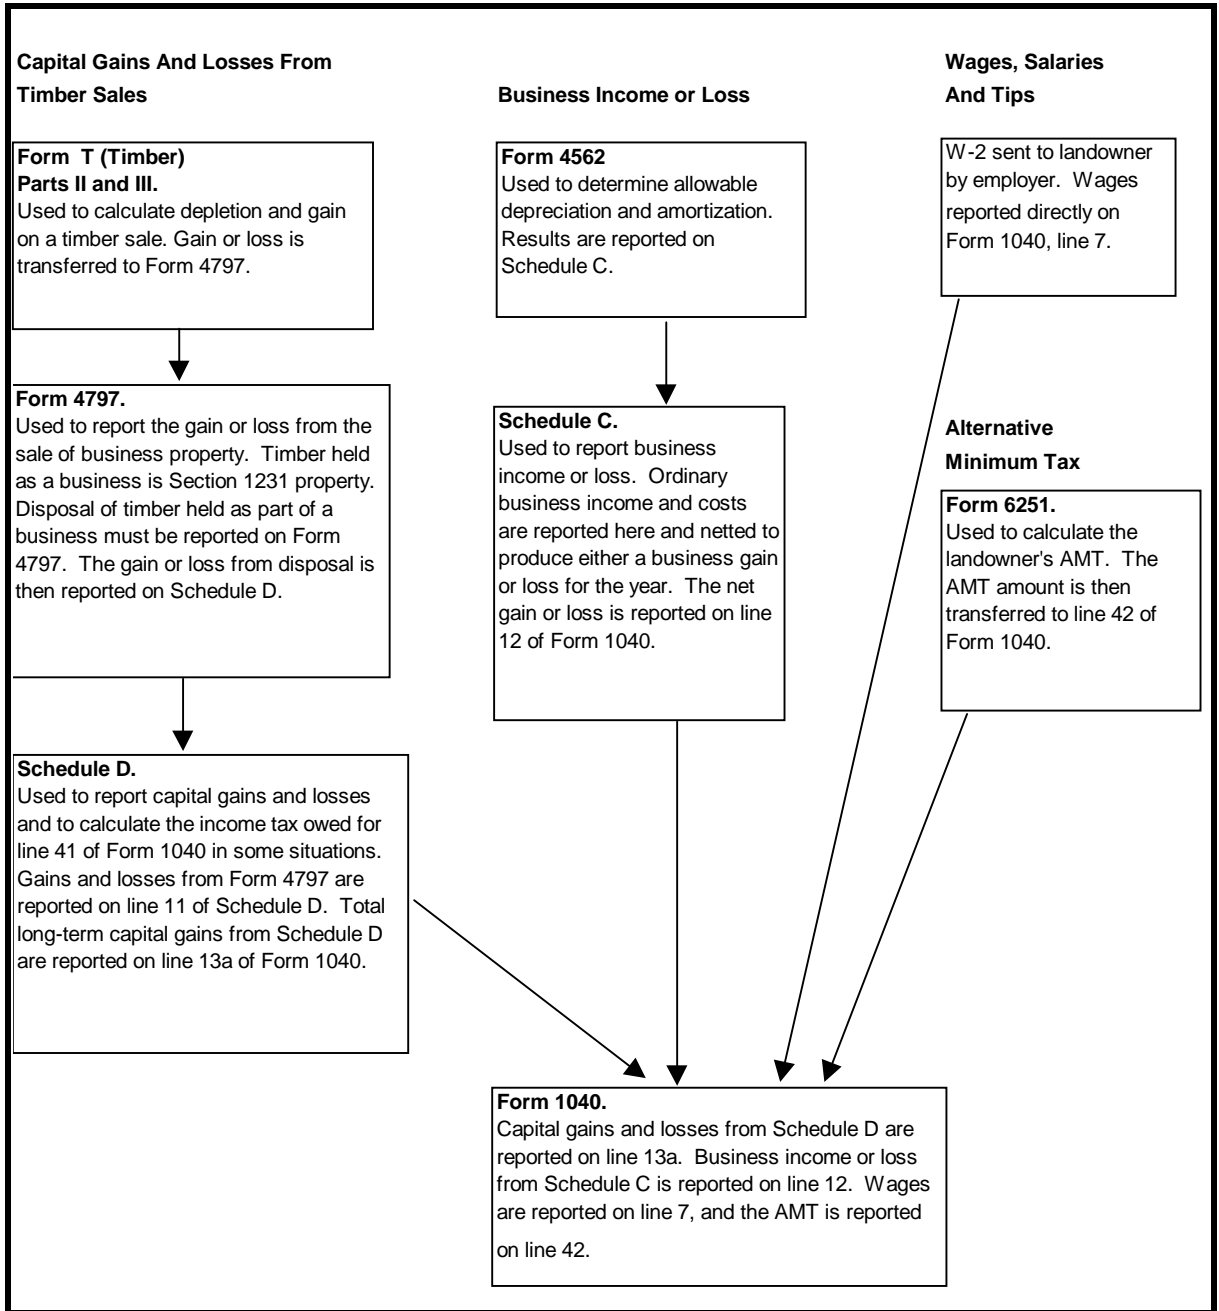 Capital Gains And Losses From
Timber Sales
Form T (Timber)
Parts II and III.
Used to calculate depletion and gain
on a timber sale. Gain or loss is
transferred to Form 4797.
Form 4797.
Used to report the gain or loss from the
sale of business property. Timber held
as a business is Section 1231 property.
Disposal of timber held as part of a
business must be reported on Form
4797. The gain or loss from disposal is
then reported on Schedule D.
Schedule D.
Used to report capital gains and losses
and to calculate the income tax owed for
line 41 of Form 1040 in some situations.
Gains and losses from Form 4797 are
reported on line 11 of Schedule D. Total
long-term capital gains from Schedule D
are reported on line 13a of Form 1040.
Business Income or Loss
Form 4562
Used to determine allowable
depreciation and amortization.
Results are reported on
Schedule C.
Schedule C.
Used to report business
income or loss. Ordinary
business income and costs
are reported here and netted to
produce either a business gain
or loss for the year. The net
gain or loss is reported on line
12 of Form 1040.
Wages, Salaries
And Tips
W-2 sent to landowner
by employer. Wages
reported directly on
Form 1040, line 7.
Alternative
Minimum Tax
Form 6251.
Used to calculate the
landowner's AMT. The
AMT amount is then
transferred to line 42 of
Form 1040.
Form 1040.
Capital gains and losses from Schedule D are
reported on line 13a. Business income or loss
from Schedule C is reported on line 12. Wages
are reported on line 7, and the AMT is reported
on line 42.